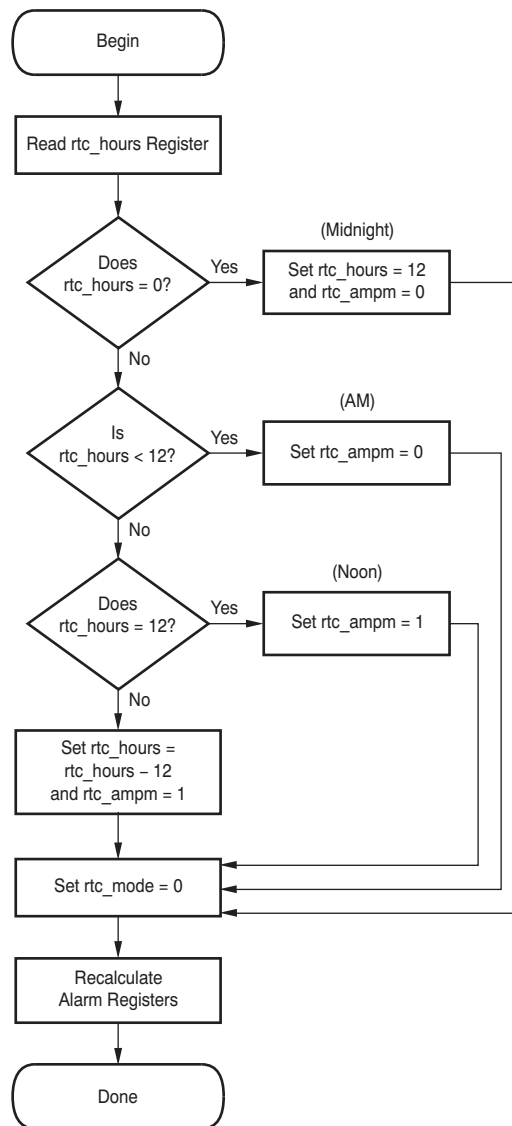 Begin
Read rtc_hours Register
Does
rtc_hours = 0?
Yes
(Midnight)
Set rtc_hours = 12
and rtc_ampm = 0
No
Is
rtc_hours < 12?
Yes
(AM)
Set rtc_ampm = 0
No
Does
rtc_hours = 12?
Yes
(Noon)
Set rtc_ampm = 1
No
Set rtc_hours =
rtc_hours − 12
and rtc_ampm = 1
Set rtc_mode = 0
Recalculate
Alarm Registers
Done